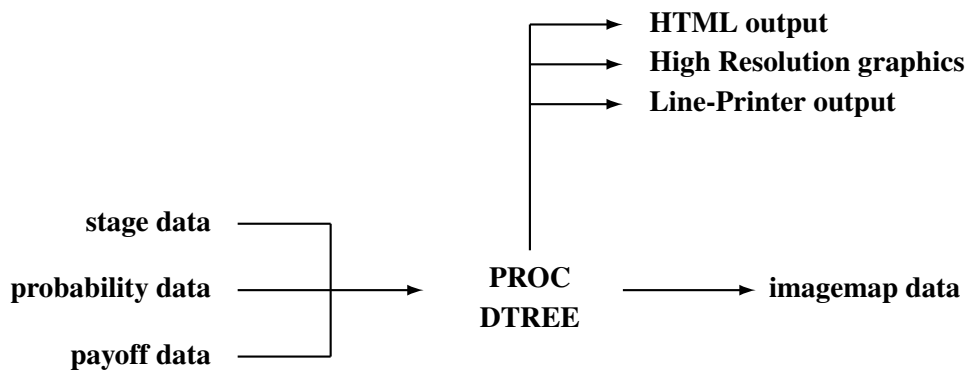 HTML output
High Resolution graphics
Line-Printer output
stage data
probability data
payoff data
PROC
DTREE
imagemap data